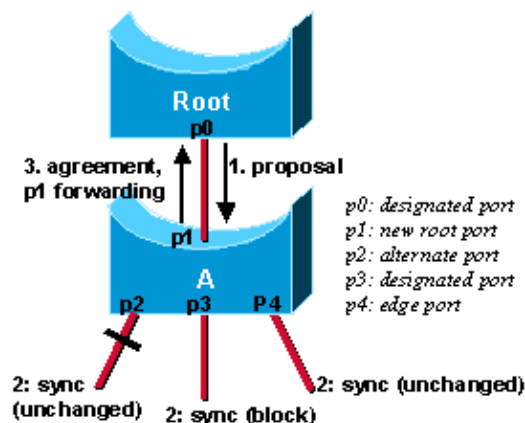 Root
p0
3. agreement,
p1 forwarding
1. proposal
p1
A
p2 p3 P4
p0: designated port
p1: new root port
p2: alternate port
p3: designated port
p4: edge port
2: sync
(unchanged)
2: sync (block)
2: sync (unchanged)